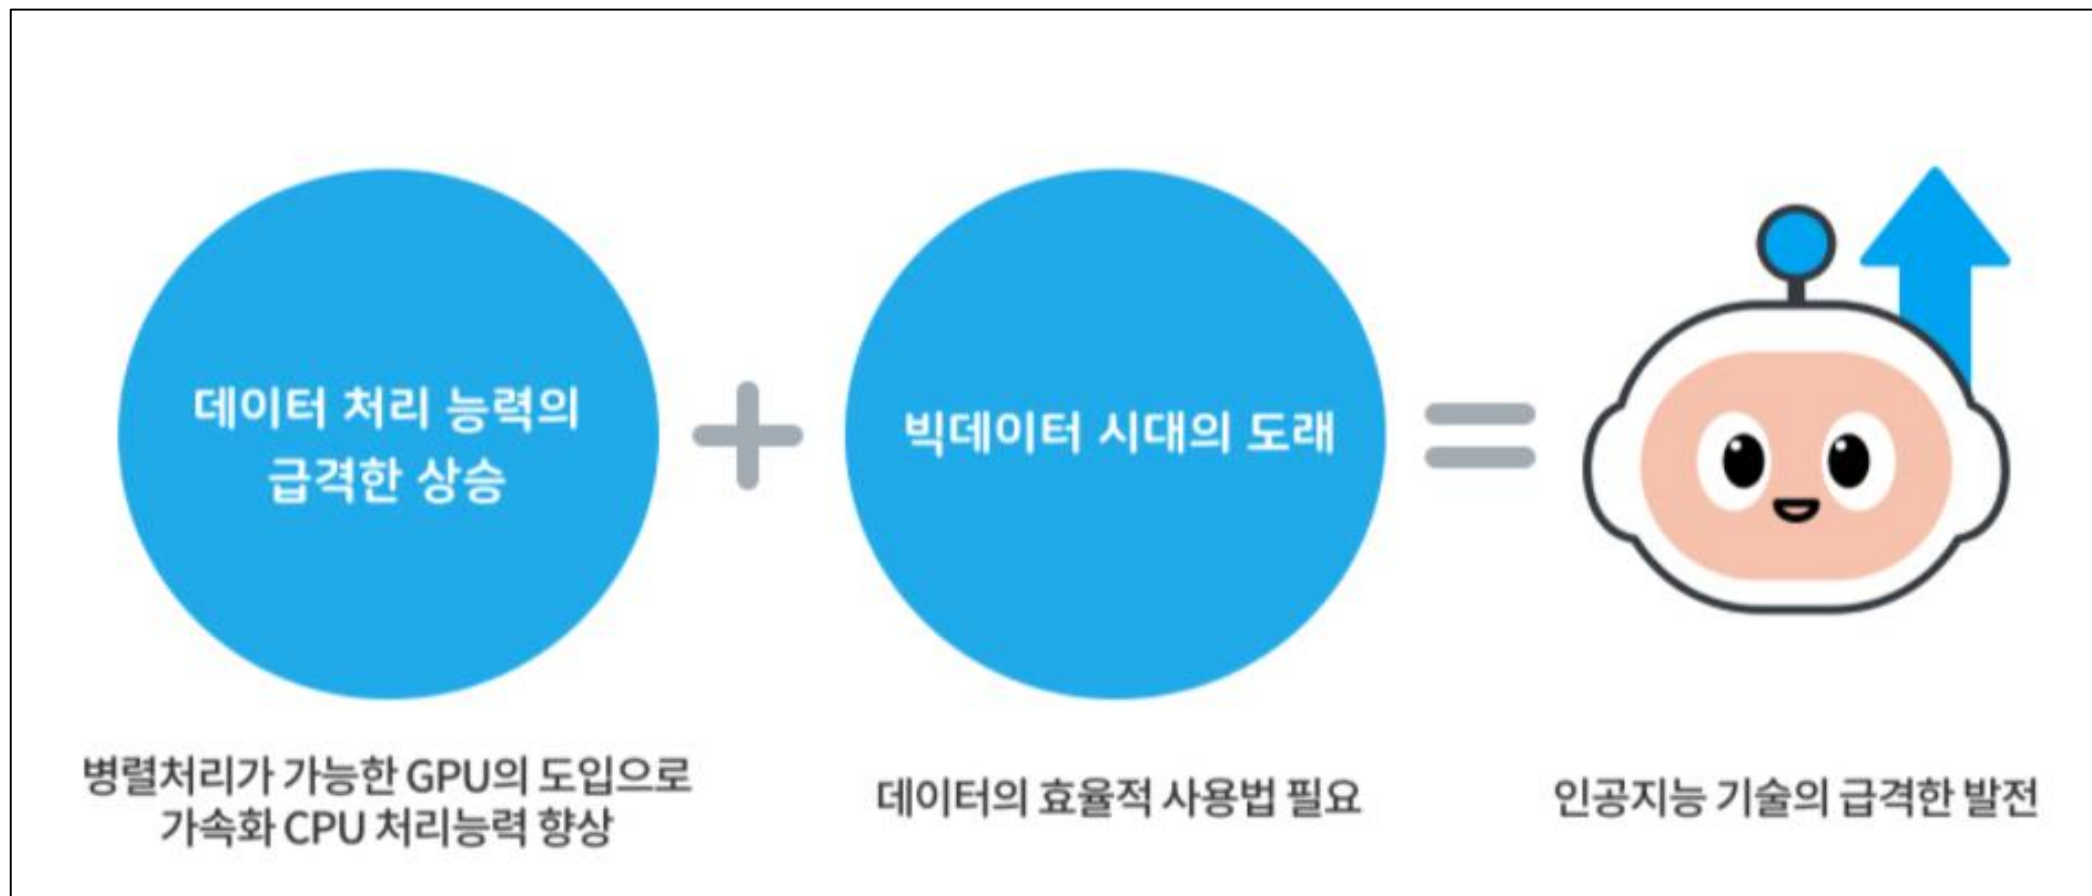 데이터 처리 능력의
급격한 상승
빅데이터 시대의 도래
병렬처리가 가능한 GPU의 도입으로
가속화 CPU 처리능력 향상
데이터의 효율적 사용법 필요
인공지능 기술의 급격한 발전